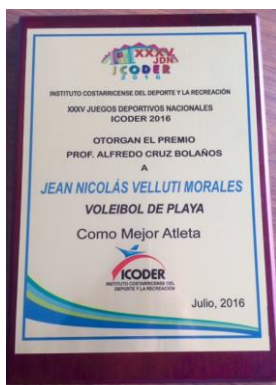 XXXV
JDN
ICODER
2016
INSTITUTO COSTARRICENSE DEL DEPORTE Y LA RECREACIÓN
XXXV JUEGOS DEPORTIVOS NACIONALES
ICODER 2016
OTORGAN EL PREMIO
PROF. ALFREDO CRUZ BOLAÑOS
A
JEAN NICOLÁS VELLUTI MORALES
VOLEIBOL DE PLAYA
Como Mejor Atleta
ICODER
INSTITUTO COSTARRICENSE DEL
DEPORTE Y LA RECREACIÓN
Julio, 2016